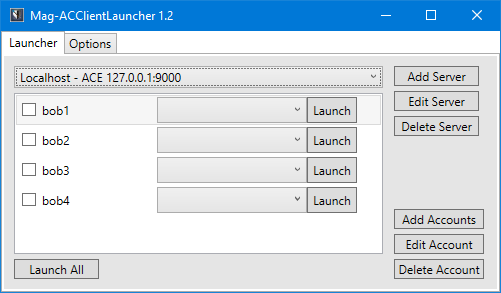 Mag-ACClientLauncher 1.2
Launcher Options
Localhost - ACE 127.0.0.1:9000 Add Server
Edit Server
bob1 Launch
Delete Server
bob2 Launch
bob3 Launch
bob4 Launch
Add Accounts
Edit Account
Launch All Delete Account